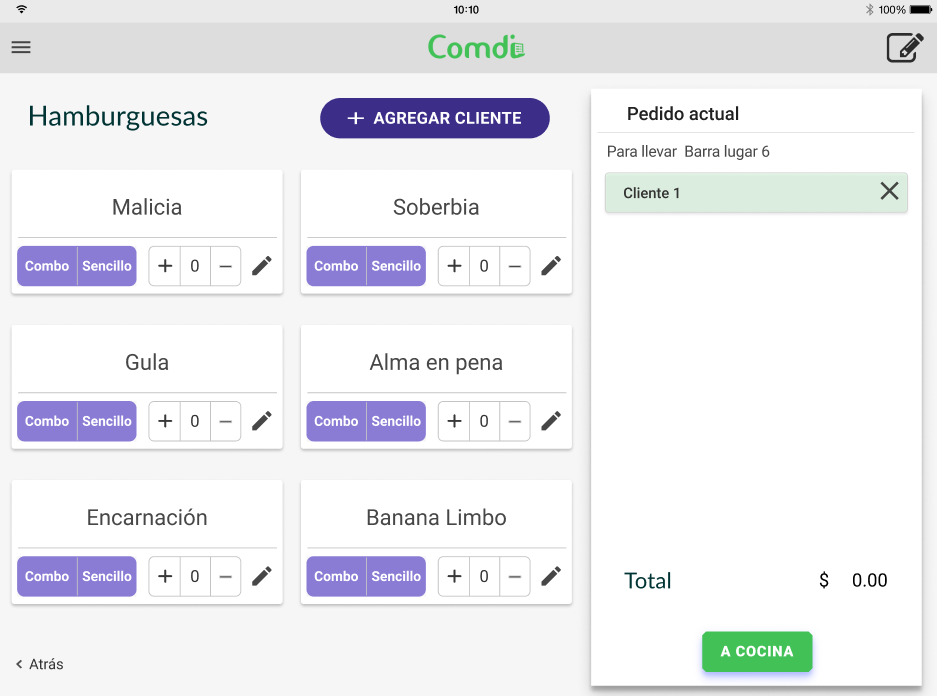 10:10
100%
Comdi
Hamburguesas
+ AGREGAR CLIENTE
Malicia
Combo Sencillo + 0 −
Soberbia
Combo Sencillo + 0 −
Gula
Combo Sencillo + 0 −
Alma en pena
Combo Sencillo + 0 −
Encarnación
Combo Sencillo + 0 −
Banana Limbo
Combo Sencillo + 0 −
< Atrás
Pedido actual
Para llevar Barra lugar 6
Cliente 1
Total $ 0.00
A COCINA